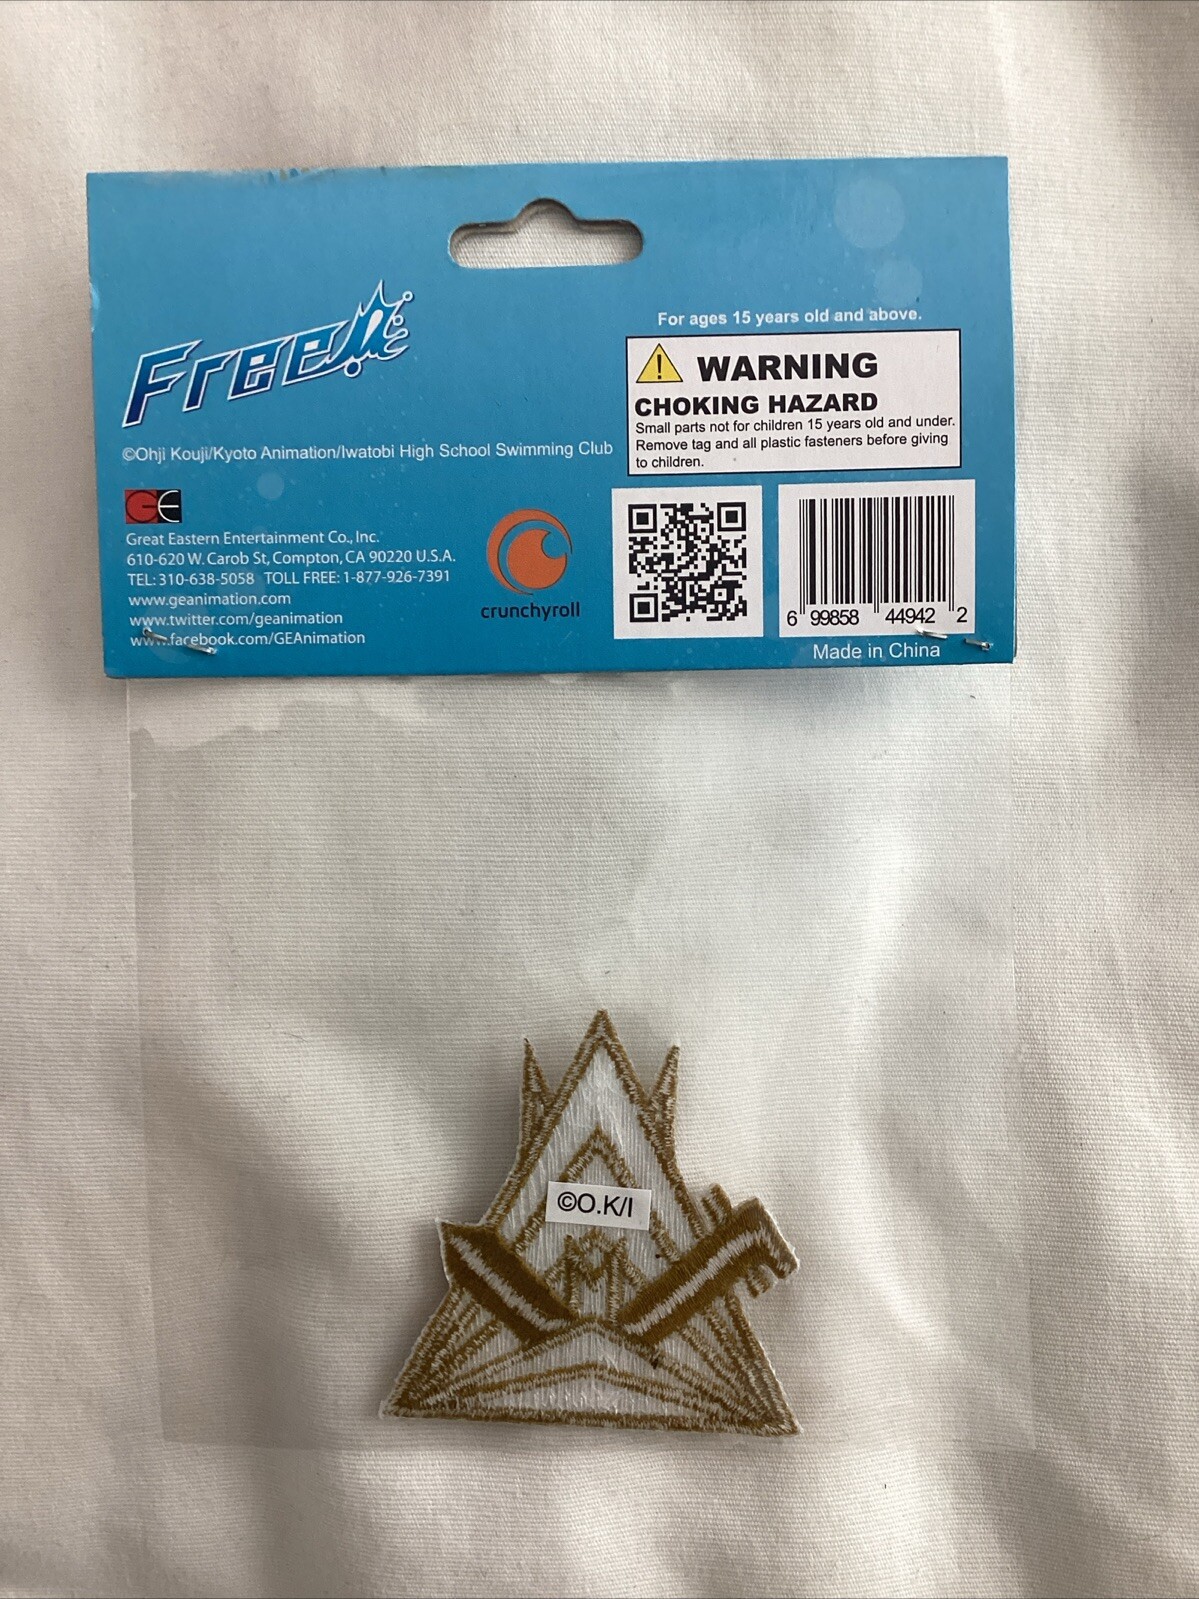 Free!
For ages 15 years old and above.
WARNING
CHOKING HAZARD
Small parts not for children 15 years old and under.
Remove tag and all plastic fasteners before giving
to children.
©Ohji Kouji/Kyoto Animation/Iwatobi High School Swimming Club
GE
Great Eastern Entertainment Co., Inc.
610-620 W. Carob St, Compton, CA 90220 U.S.A.
TEL: 310-638-5058 TOLL FREE: 1-877-926-7391
www.geanimation.com
www.twitter.com/geanimation
www.facebook.com/GEAnimation
crunchyroll
6 99858 44942 2
Made in China
©O.K/I